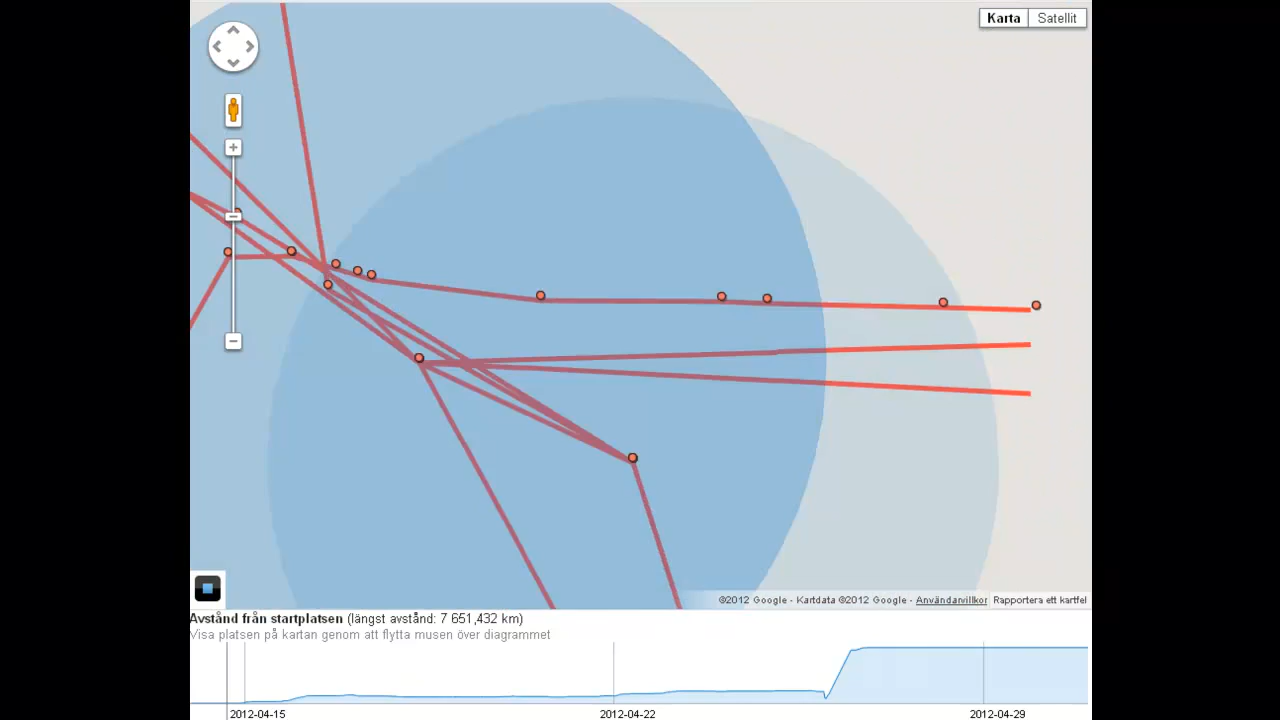 Karta Satellit
©2012 Google - Kartdata ©2012 Google - Användarvillkor Rapportera ett kartfel
Avstånd från startplatsen (längst avstånd: 7 651,432 km)
Visa platsen på kartan genom att flytta musen över diagrammet
2012-04-15 2012-04-22 2012-04-29